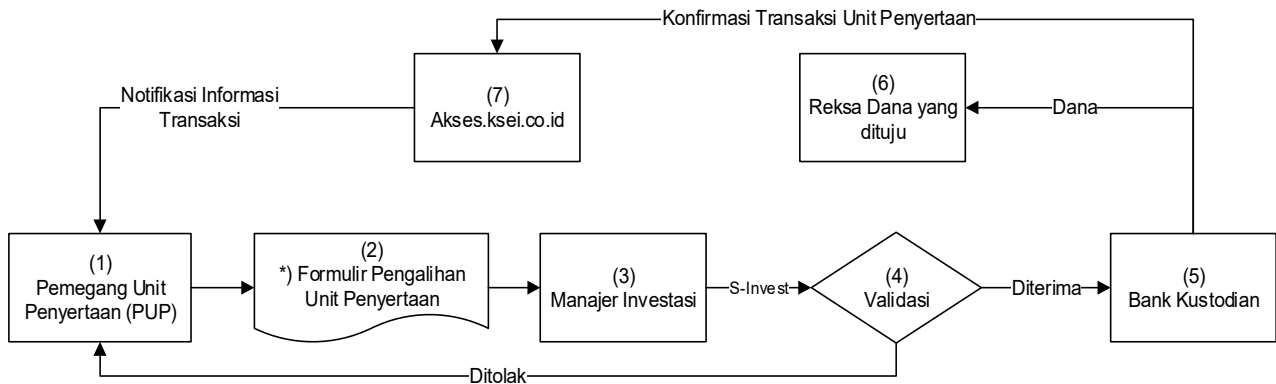 Konfirmasi Transaksi Unit Penyertaan
(7)
Akses.ksei.co.id
(6)
Reksa Dana yang
dituju
Notifikasi Informasi
Transaksi
Dana
(1)
Pemegang Unit
Penyertaan (PUP)
(2)
*) Formulir Pengalihan
Unit Penyertaan
(3)
Manajer Investasi
S-Invest
(4)
Validasi
Diterima
(5)
Bank Kustodian
Ditolak